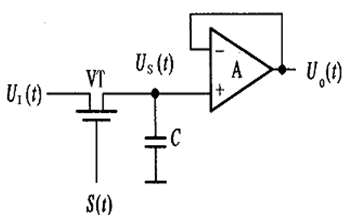 VT
U_S(t)
A
−
+
U_I(t)
U_o(t)
C
S(t)